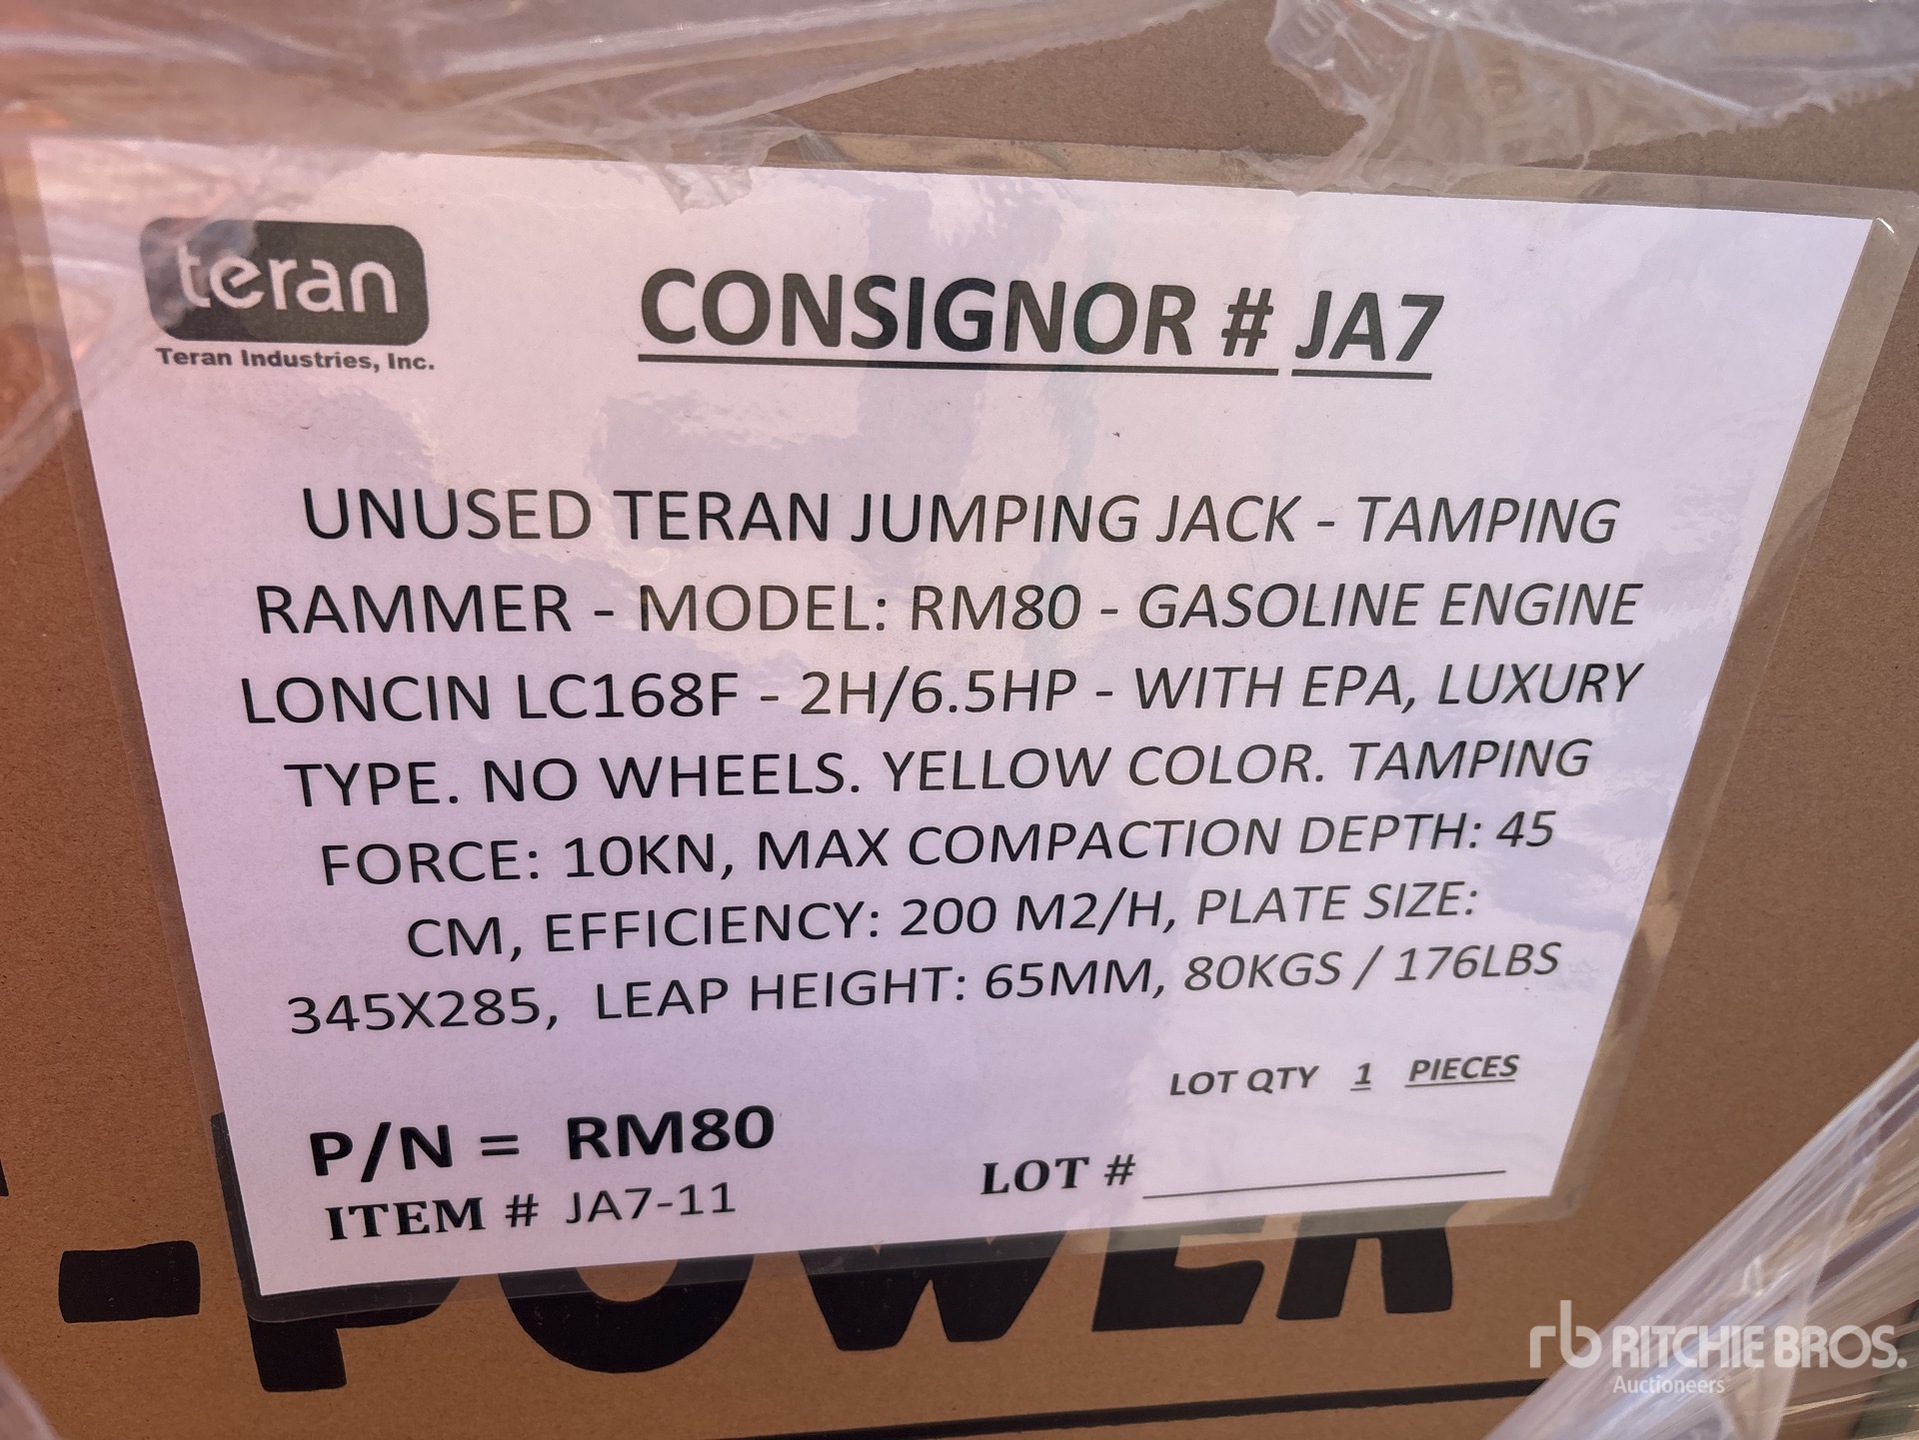 teran
Teran Industries, Inc.
CONSIGNOR # JA7
UNUSED TERAN JUMPING JACK - TAMPING
RAMMER - MODEL: RM80 - GASOLINE ENGINE
LONCIN LC168F - 2H/6.5HP - WITH EPA, LUXURY
TYPE. NO WHEELS. YELLOW COLOR. TAMPING
FORCE: 10KN, MAX COMPACTION DEPTH: 45
CM, EFFICIENCY: 200 M2/H, PLATE SIZE:
345X285, LEAP HEIGHT: 65MM, 80KGS / 176LBS
LOT QTY 1 PIECES
P/N = RM80
ITEM # JA7-11
LOT #
-POWER
rb RITCHIE BROS.
Auctioneers